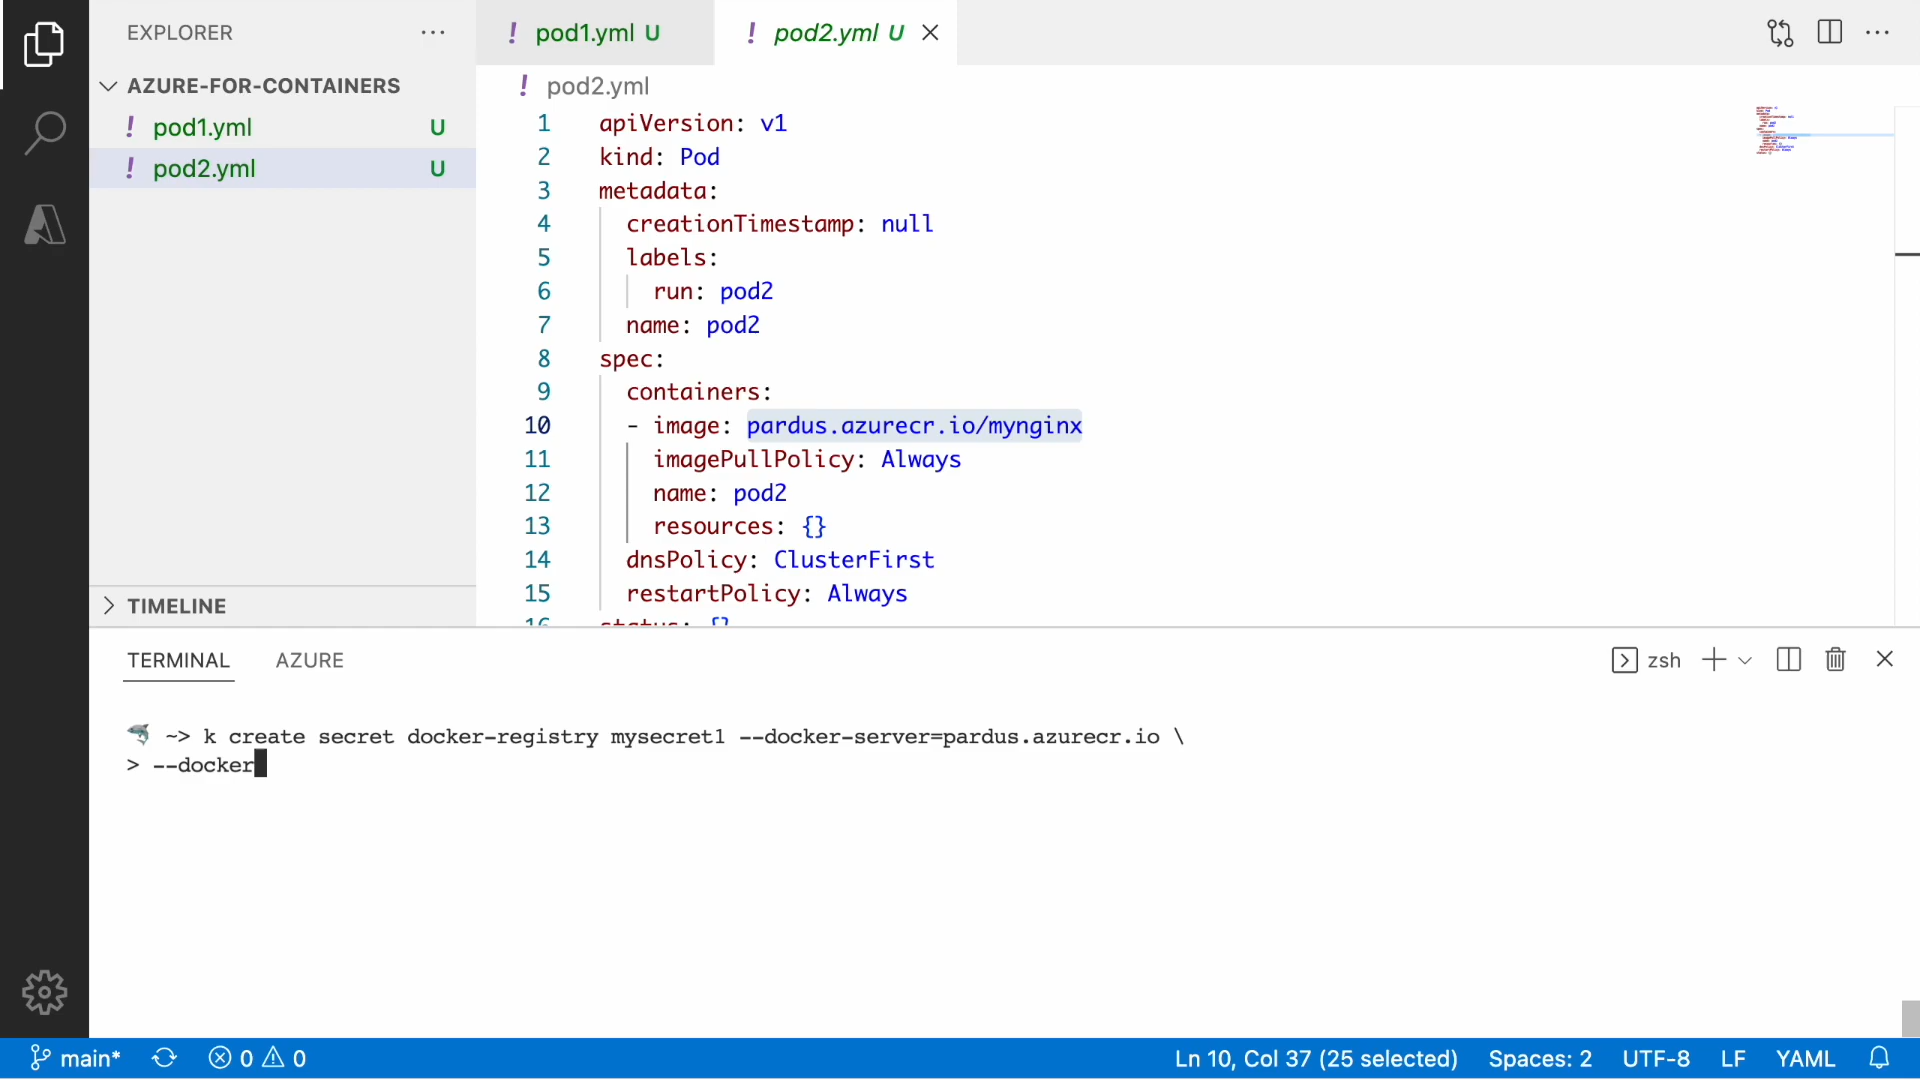 EXPLORER
AZURE-FOR-CONTAINERS
! pod1.yml U
! pod2.yml U
TIMELINE
! pod1.yml U
! pod2.yml U
! pod2.yml
1 apiVersion: v1
2 kind: Pod
3 metadata:
4 creationTimestamp: null
5 labels:
6 run: pod2
7 name: pod2
8 spec:
9 containers:
10 - image: pardus.azurecr.io/mynginx
11 imagePullPolicy: Always
12 name: pod2
13 resources: {}
14 dnsPolicy: ClusterFirst
15 restartPolicy: Always
16 status: {}
TERMINAL AZURE
zsh
~> k create secret docker-registry mysecret1 --docker-server=pardus.azurecr.io \
> --docker
main* 0 0 Ln 10, Col 37 (25 selected) Spaces: 2 UTF-8 LF YAML